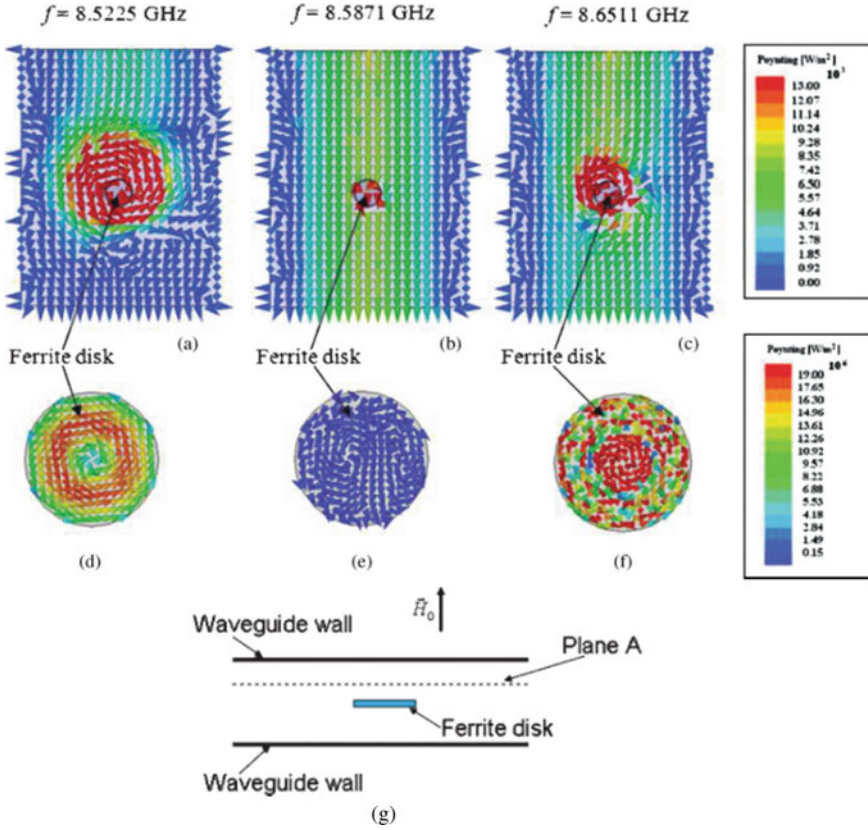 f = 8.5225 GHz
f = 8.5871 GHz
f = 8.6511 GHz
Poynting [W/m²]
10³
13.00
12.07
11.14
10.24
9.28
8.35
7.42
6.50
5.57
4.64
3.71
2.78
1.85
0.92
0.00
Ferrite disk
(a)
Ferrite disk
(b)
Ferrite disk
(c)
Poynting [W/m²]
10⁶
19.00
17.65
16.30
14.96
13.61
12.26
10.92
9.57
8.22
6.88
5.53
4.18
2.84
1.49
0.15
(d)
(e)
(f)
H̄₀
Waveguide wall
Plane A
Ferrite disk
Waveguide wall
(g)